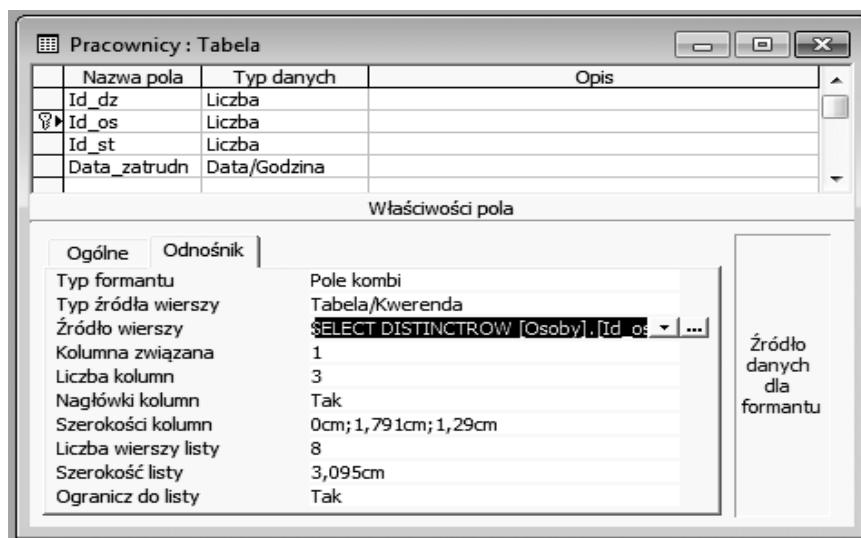 Pracownicy : Tabela
Nazwa pola Typ danych Opis
Id_dz Liczba
Id_os Liczba
Id_st Liczba
Data_zatrudn Data/Godzina
Właściwości pola
Ogólne Odnośnik
Typ formantu Pole kombi
Typ źródła wierszy Tabela/Kwerenda
Źródło wierszy SELECT DISTINCTROW [Osoby].[Id_os
Kolumna związana 1
Liczba kolumn 3
Nagłówki kolumn Tak
Szerokości kolumn 0cm;1,791cm;1,29cm
Liczba wierszy listy 8
Szerokość listy 3,095cm
Ogranicz do listy Tak
Źródło
danych
dla
formantu